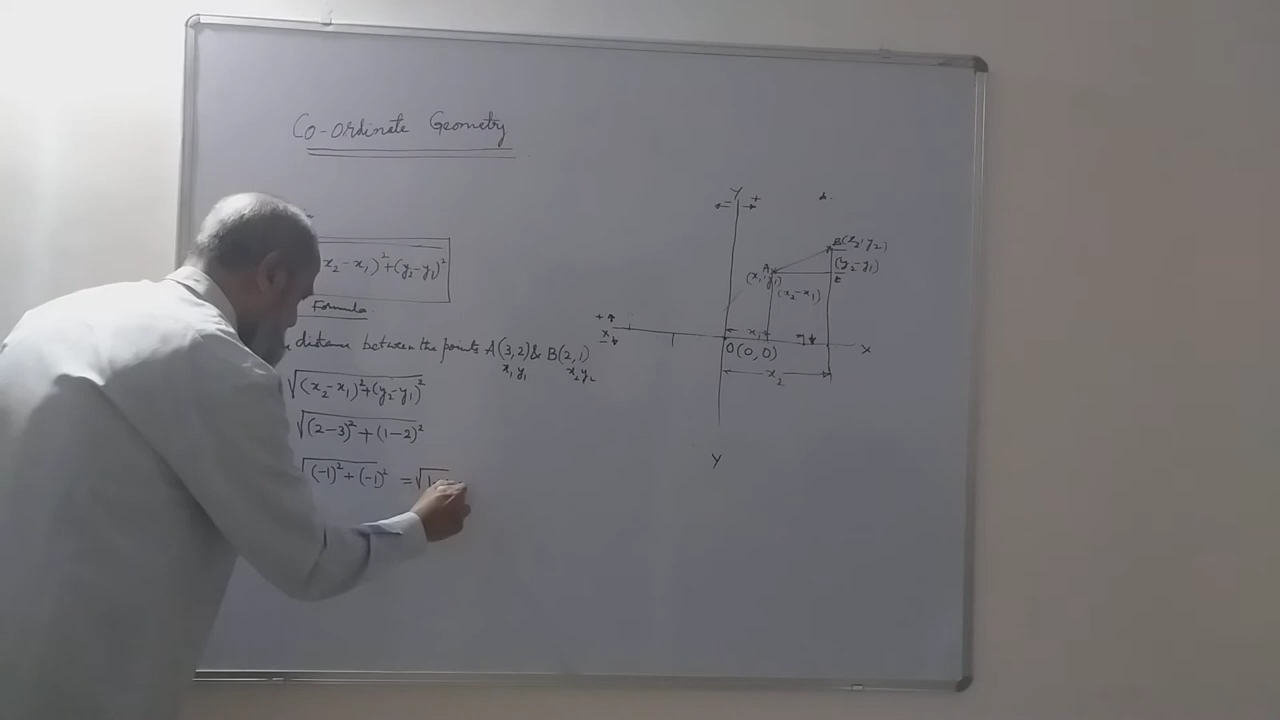 Co-ordinate Geometry
x₂-x₁)²+(y₂-y₁)²
Formula
distance between the points A(3,2) & B(2,1)
x₁ y₁ x₂ y₂
√(x₂-x₁)²+(y₂-y₁)²
√(2-3)²+(1-2)²
√(-1)²+(-1)² =√1
Y
- +
B(x₂, y₂)
(y₂-y₁)
A
(x₁, y₁)
E
(x₂-x₁)
+
X
-
x₁
O(0,0)
X
x₂
Y